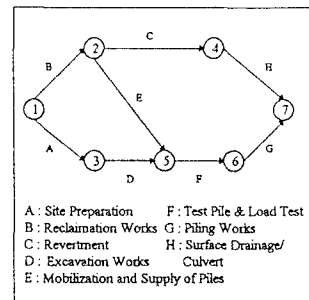 C
2
4
B
H
E
1
7
A
G
3
5
6
D
F
A : Site Preparation F : Test Pile & Load Test
B : Reclaimation Works G : Piling Works
C : Revertment H : Surface Drainage/
D : Excavation Works Culvert
E : Mobilization and Supply of Piles